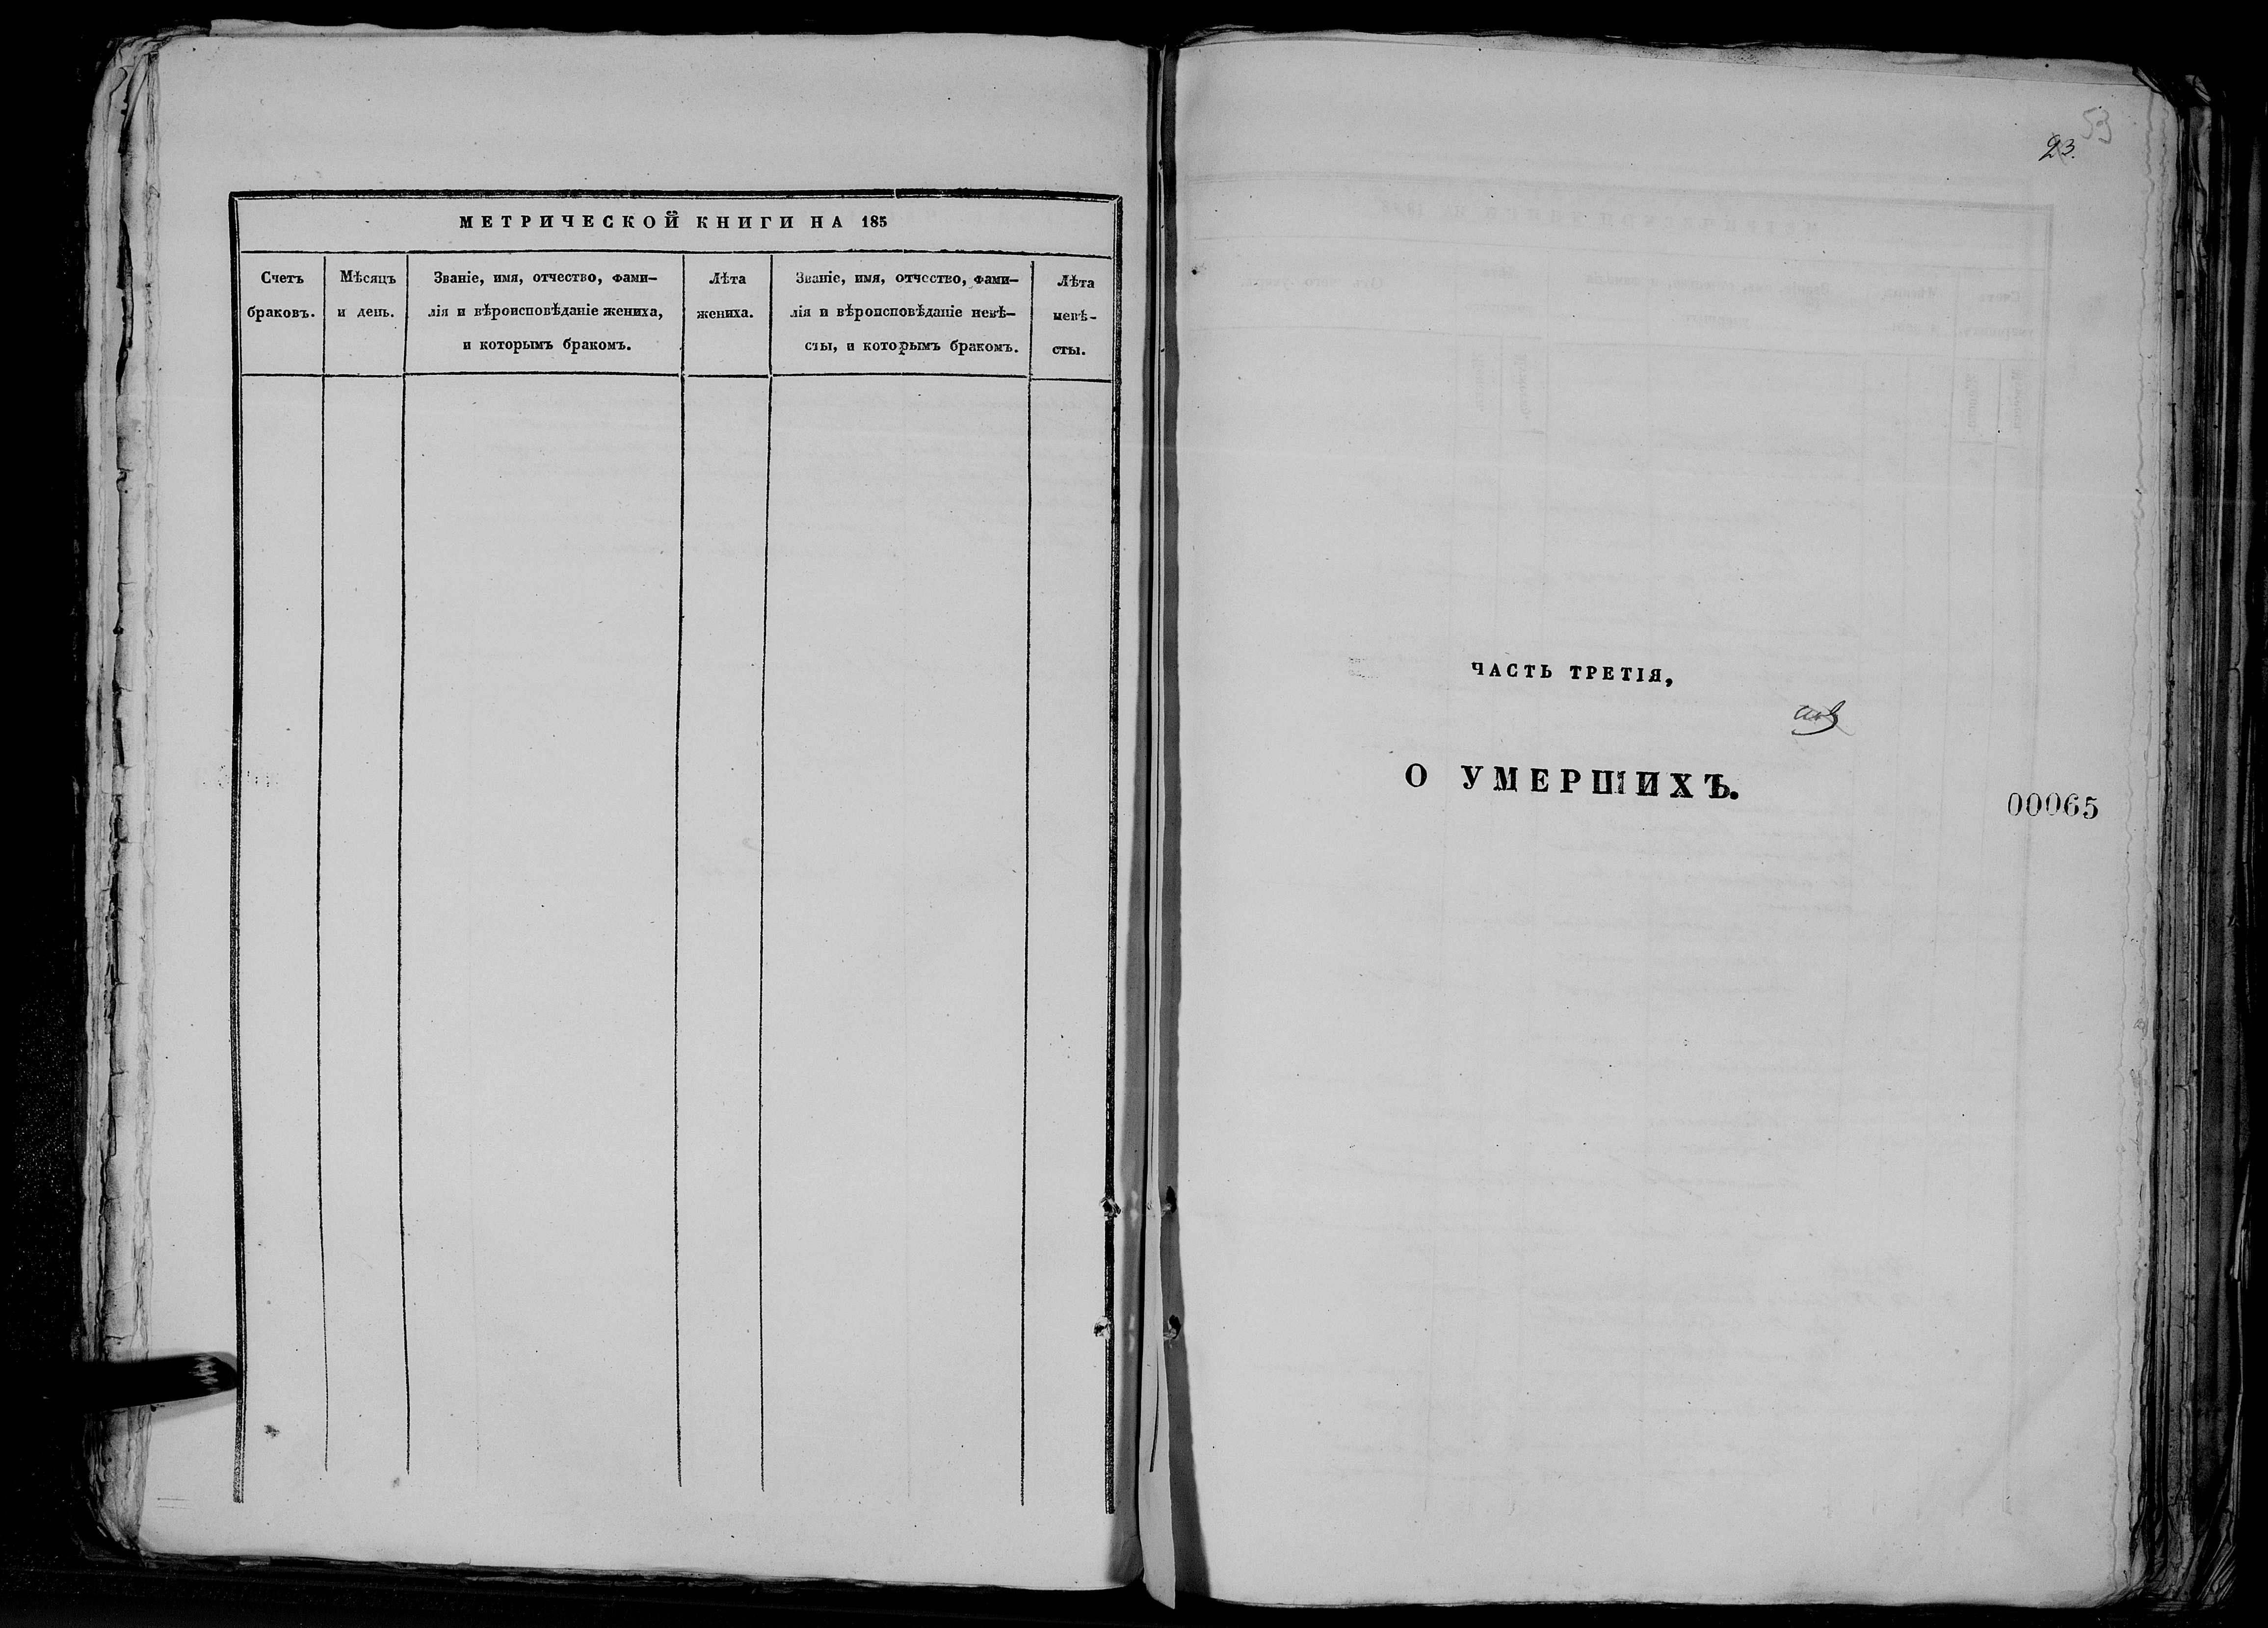 МЕТРИЧЕСКОЙ КНИГИ НА 185
Счетъ
браковъ.
Мѣсяцъ
и день.
Званіе, имя, отчество, фами-
лія и вѣроисповѣданіе жениха,
и которымъ бракомъ.
Лѣта
жениха.
Званіе, имя, отчество, фами-
лія и вѣроисповѣданіе невѣ-
сты, и которымъ бракомъ.
Лѣта
невѣ-
сты.
53
23.
ЧАСТЬ ТРЕТІЯ,
О УМЕРШИХЪ.
00065